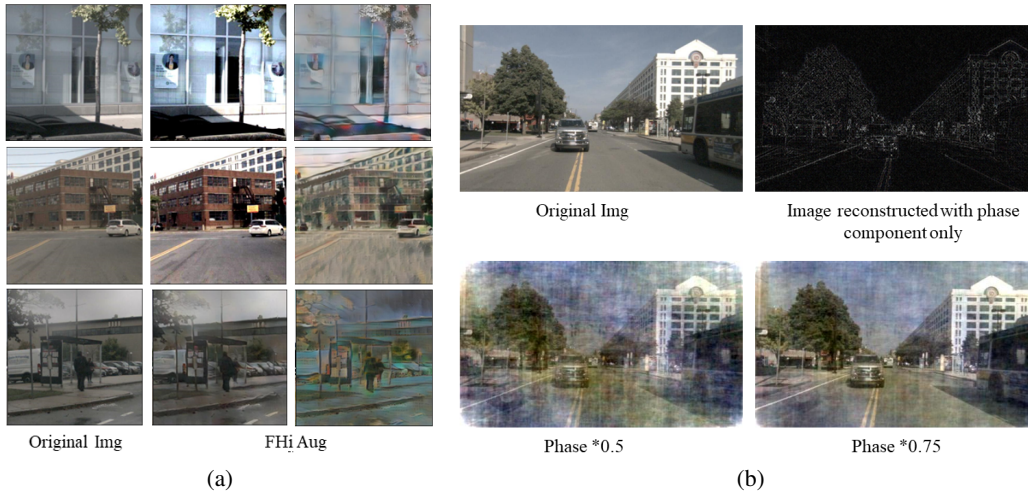 Original Img
Image reconstructed with phase
component only
Original Img
FHi Aug
Phase *0.5
Phase *0.75
(a)
(b)